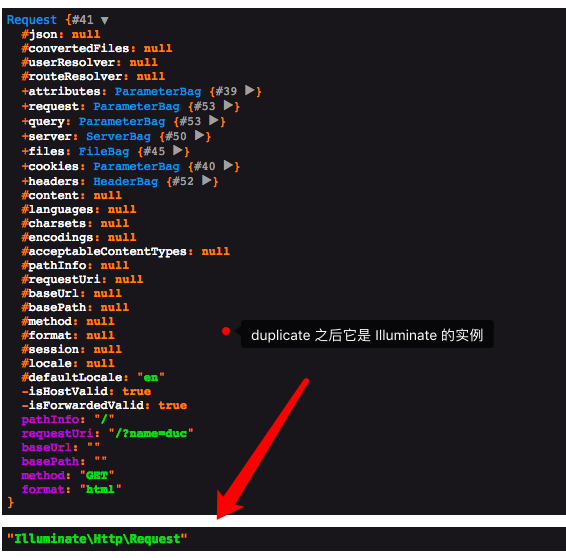 Request {#41 ▼
  #json: null
  #convertedFiles: null
  #userResolver: null
  #routeResolver: null
  +attributes: ParameterBag {#39 ▶}
  +request: ParameterBag {#53 ▶}
  +query: ParameterBag {#53 ▶}
  +server: ServerBag {#50 ▶}
  +files: FileBag {#45 ▶}
  +cookies: ParameterBag {#40 ▶}
  +headers: HeaderBag {#52 ▶}
  #content: null
  #languages: null
  #charsets: null
  #encodings: null
  #acceptableContentTypes: null
  #pathInfo: null
  #requestUri: null
  #baseUrl: null
  #basePath: null
  #method: null
  #format: null
duplicate 之后它是 Illuminate 的实例
  #session: null
  #locale: null
  #defaultLocale: "en"
  -isHostValid: true
  -isForwardedValid: true
  pathInfo: "/"
  requestUri: "/?name=duc"
  baseUrl: ""
  basePath: ""
  method: "GET"
  format: "html"
}
"Illuminate\Http\Request"